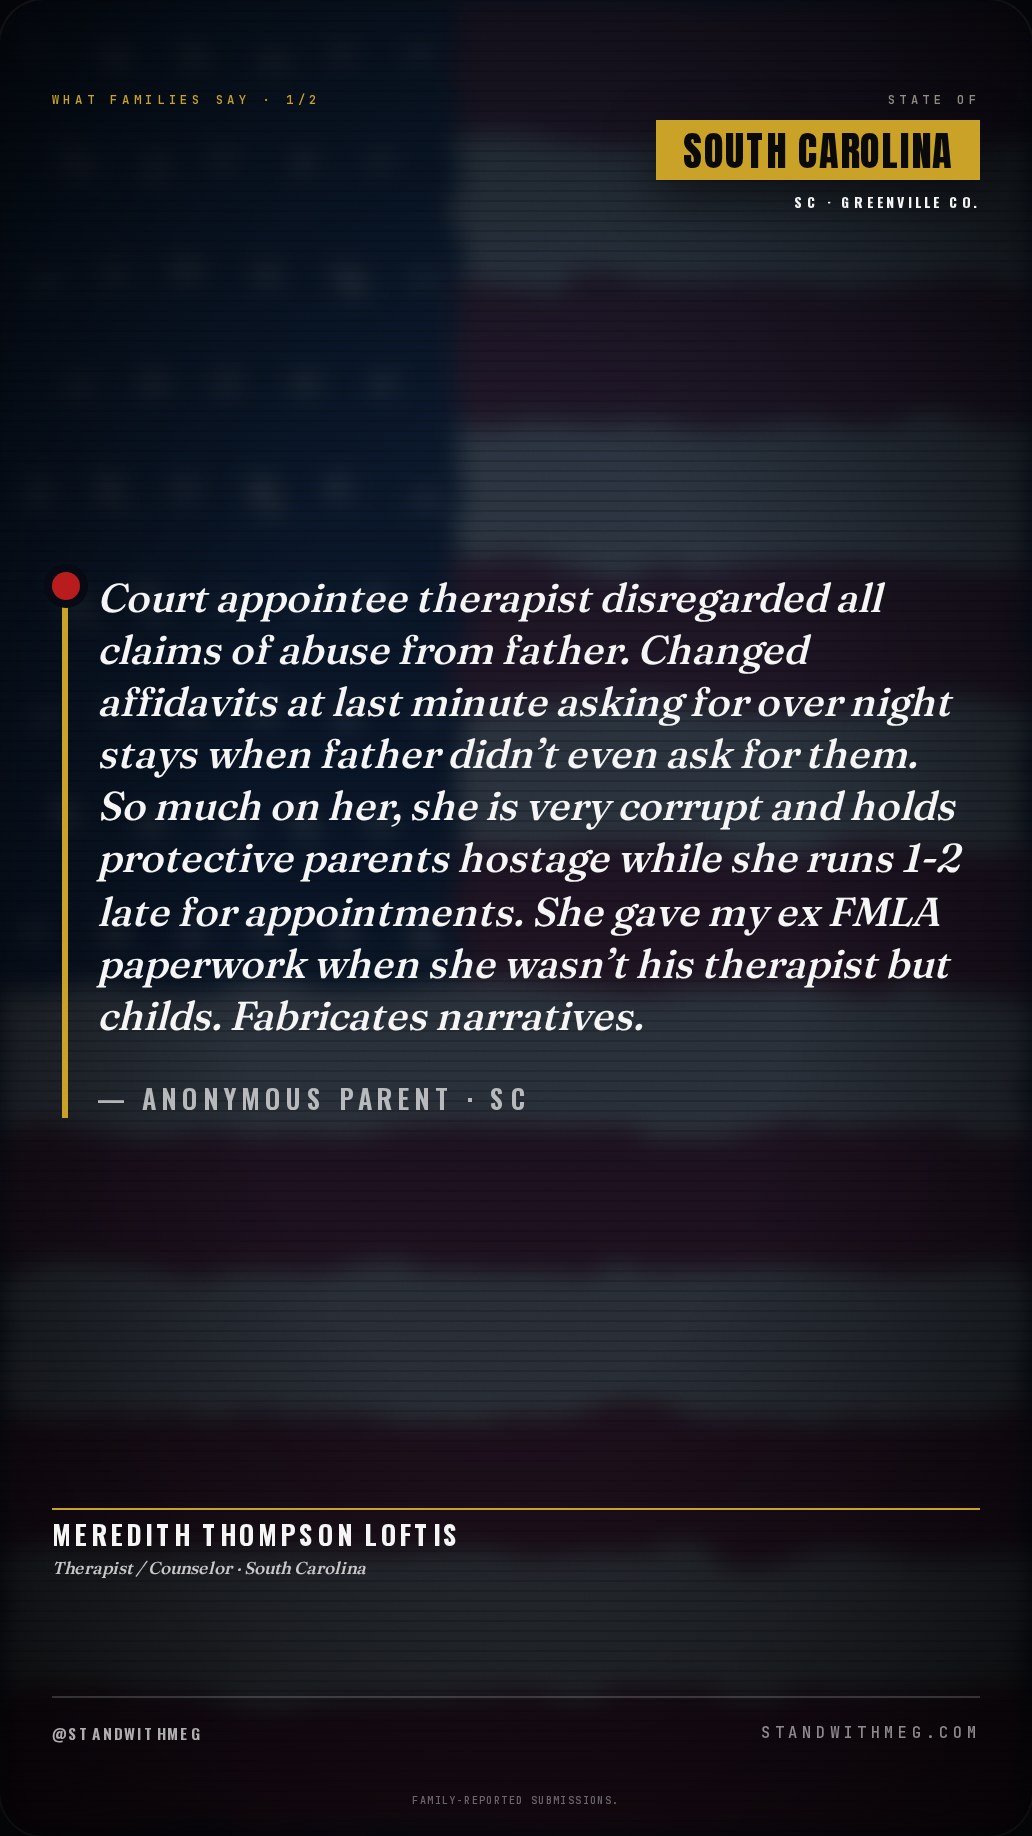 WHAT FAMILIES SAY · 1/2
STATE OF
SOUTH CAROLINA
SC · GREENVILLE CO.
Court appointee therapist disregarded all
claims of abuse from father. Changed
affidavits at last minute asking for over night
stays when father didn’t even ask for them.
So much on her, she is very corrupt and holds
protective parents hostage while she runs 1-2
late for appointments. She gave my ex FMLA
paperwork when she wasn’t his therapist but
childs. Fabricates narratives.
— ANONYMOUS PARENT · SC
MEREDITH THOMPSON LOFTIS
Therapist / Counselor · South Carolina
@STANDWITHMEG
STANDWITHMEG.COM
FAMILY-REPORTED SUBMISSIONS.